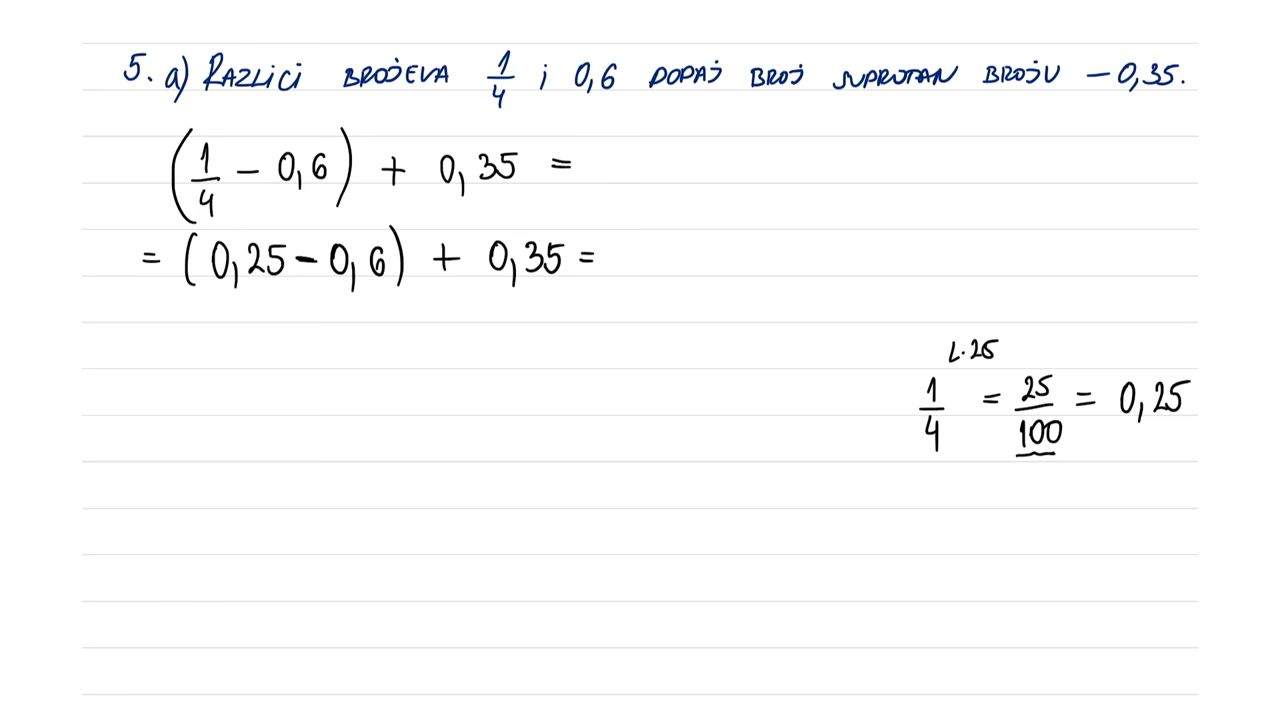 5. a) RAZLICI BROJEVA 1/4 i 0,6 DODAJ BROJ SUPROTAN BROJU - 0,35.
(1/4 - 0,6) + 0,35 =
= (0,25 - 0,6) + 0,35 =
/·25
1/4 = 25/100 = 0,25